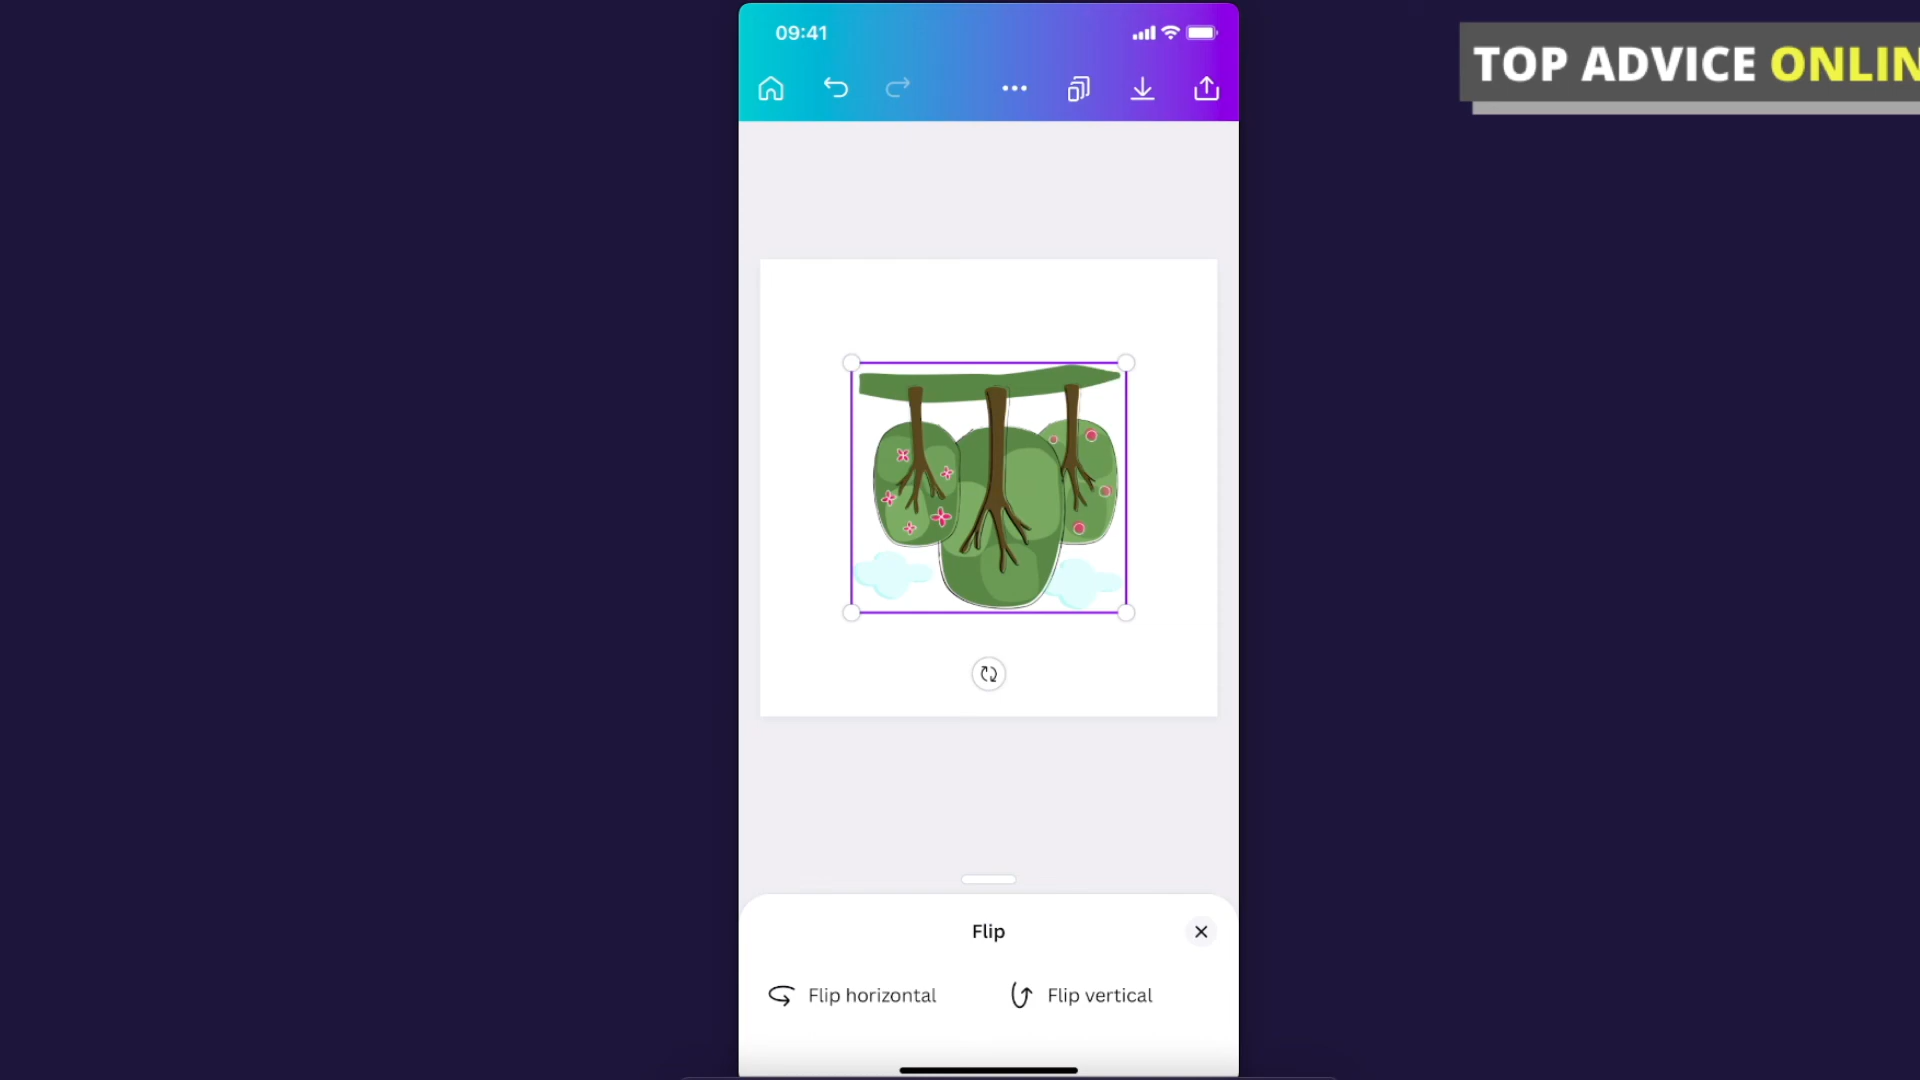 09:41
TOP ADVICE ONLIN
Flip
Flip horizontal
Flip vertical